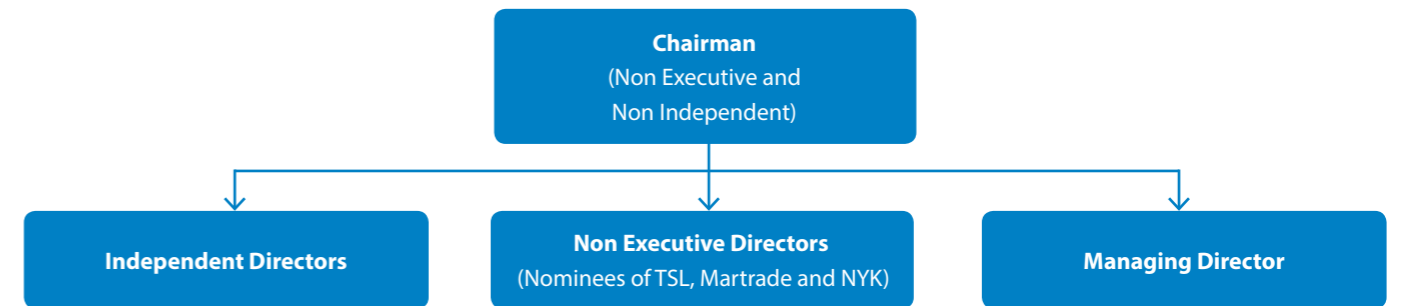 Chairman
(Non Executive and
Non Independent)
Independent Directors
Non Executive Directors
(Nominees of TSL, Martrade and NYK)
Managing Director